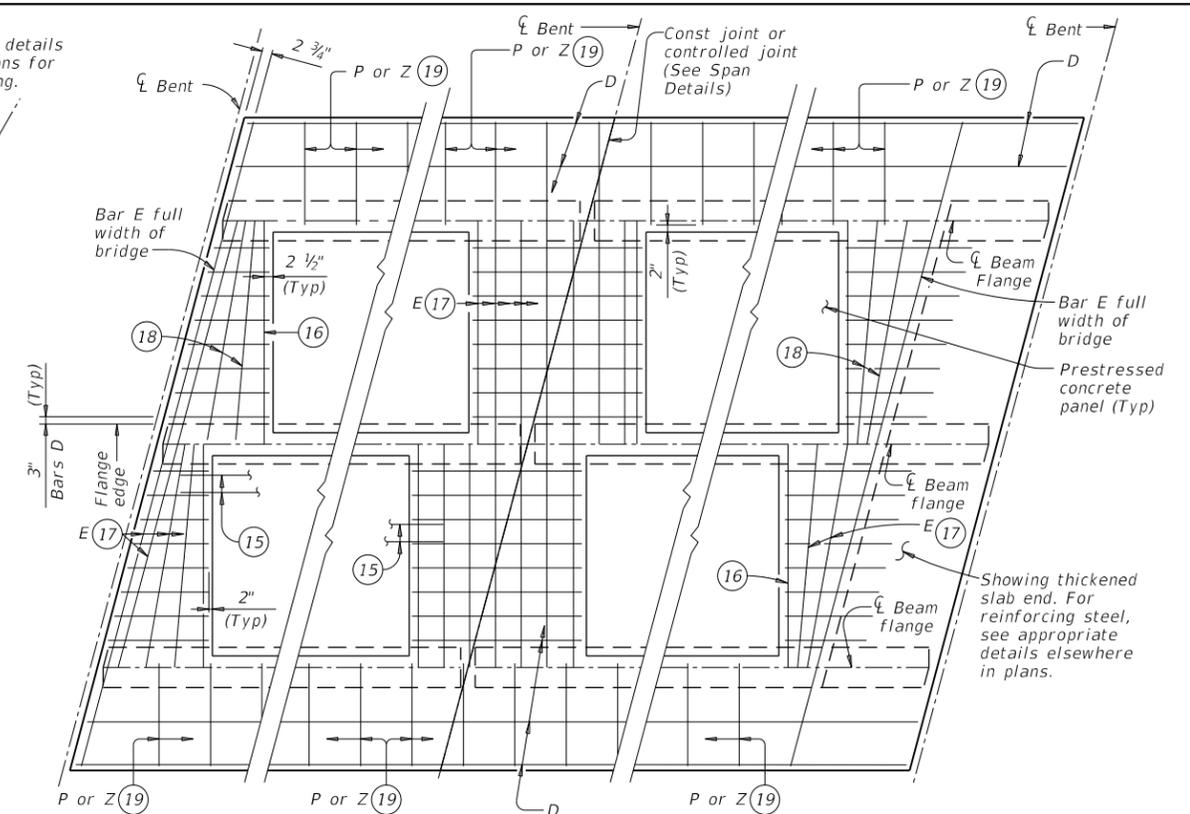 details
ns for
ng.
2 ¾"
℄ Bent
P or Z 19
℄ Bent
P or Z 19
D
Const joint or
controlled joint
(See Span
Details)
℄ Bent
D
P or Z 19
Bar E full
width of
bridge
2 ½"
(Typ)
2"
(Typ)
℄ Beam
Flange
E 17
16
18
18
Bar E full
width of
bridge
Prestressed
concrete
panel (Typ)
(Typ)
3"
Bars D
Flange
edge
℄ Beam
flange
E 17
15
15
E 17
16
2"
(Typ)
℄ Beam
flange
Showing thickened
slab end. For
reinforcing steel,
see appropriate
details elsewhere
in plans.
P or Z 19
P or Z 19
D
P or Z 19